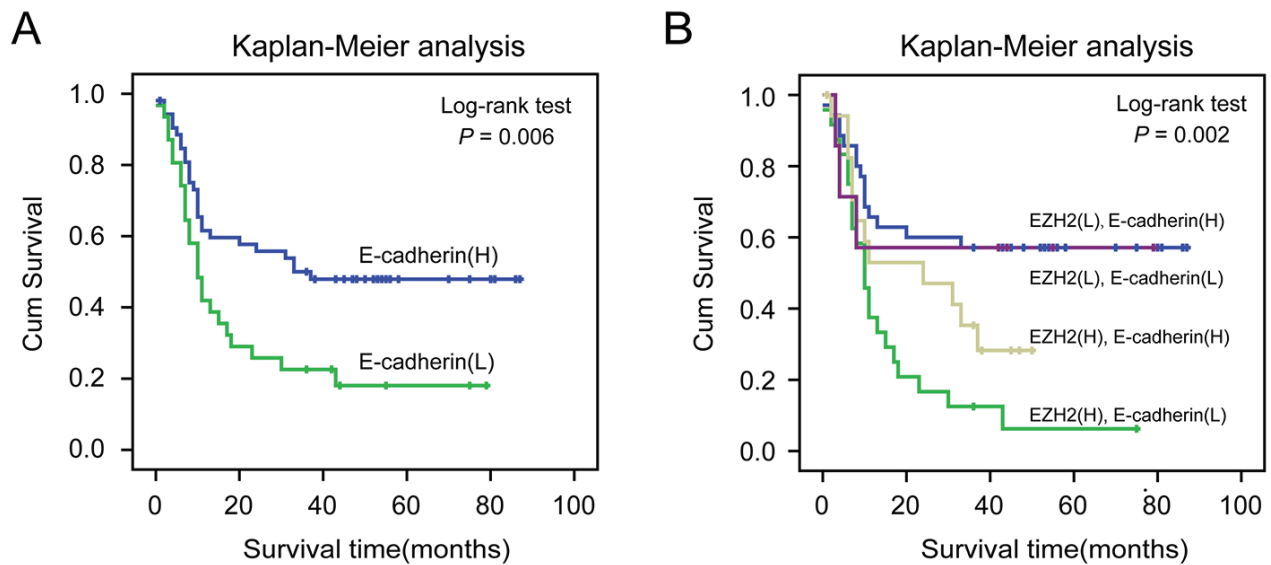 A
Kaplan-Meier analysis
Log-rank test
P = 0.006
1.0
0.8
0.6
0.4
0.2
0.0
E-cadherin(H)
E-cadherin(L)
Cum Survival
0 20 40 60 80 100
Survival time(months)
B
Kaplan-Meier analysis
Log-rank test
P = 0.002
1.0
0.8
0.6
0.4
0.2
0.0
EZH2(L), E-cadherin(H)
EZH2(L), E-cadherin(L)
EZH2(H), E-cadherin(H)
EZH2(H), E-cadherin(L)
Cum Survival
0 20 40 60 80 100
Survival time(months)